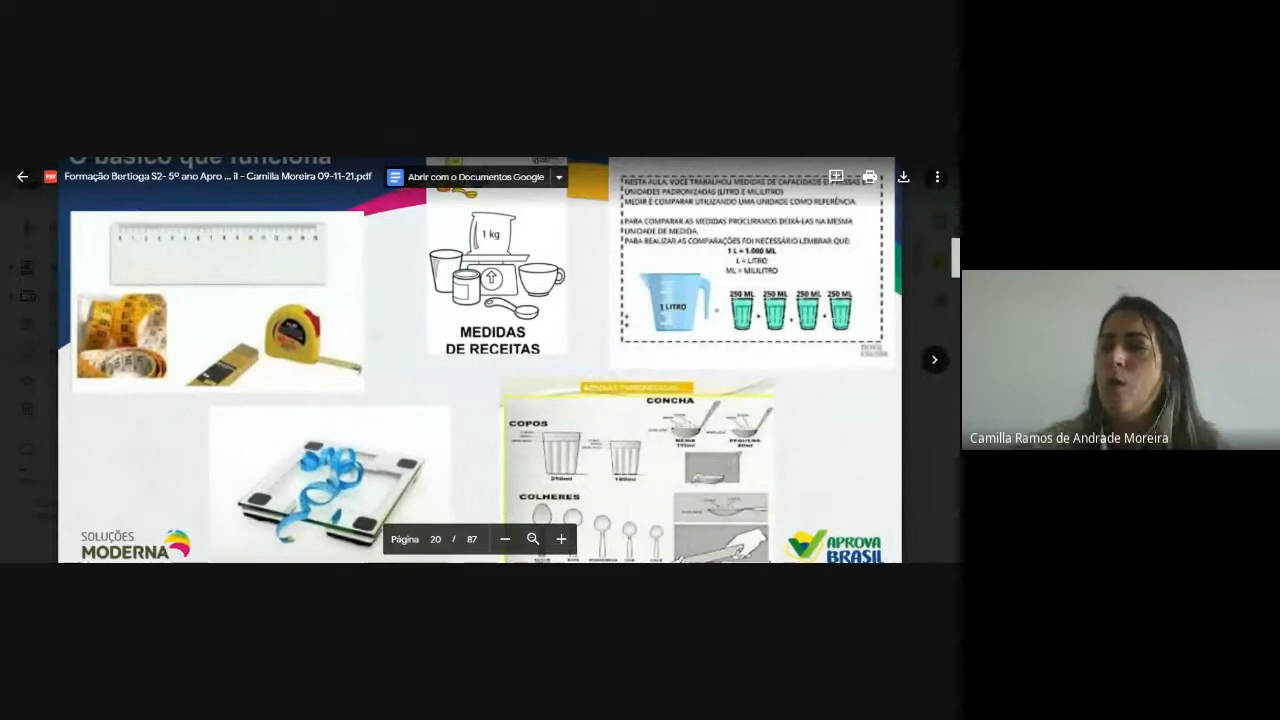 O básico que funciona
Formação Bertioga S2- 5º ano Apro ... il - Camilla Moreira 09-11-21.pdf
Abrir com o Documentos Google
NESTA AULA, VOCÊ TRABALHOU MEDIDAS DE CAPACIDADE EXPRESSAS
UNIDADES PADRONIZADAS (LITRO E MILILITRO)
MEDIR É COMPARAR UTILIZANDO UMA UNIDADE COMO REFERÊNCIA.
PARA COMPARAR AS MEDIDAS PROCURAMOS DEIXÁ-LAS NA MESMA
UNIDADE DE MEDIDA.
PARA REALIZAR AS COMPARAÇÕES FOI NECESSÁRIO LEMBRAR QUE:
1 L = 1.000 ML
L = LITRO
ML = MILILITRO
1 LITRO
=
250 ML 250 ML 250 ML 250 ML
1 kg
MEDIDAS
DE RECEITAS
CONCHA
COPOS
COLHERES
SOLUÇÕES
MODERNA
Página 20 / 87
APROVA
BRASIL
Camilla Ramos de Andrade Moreira